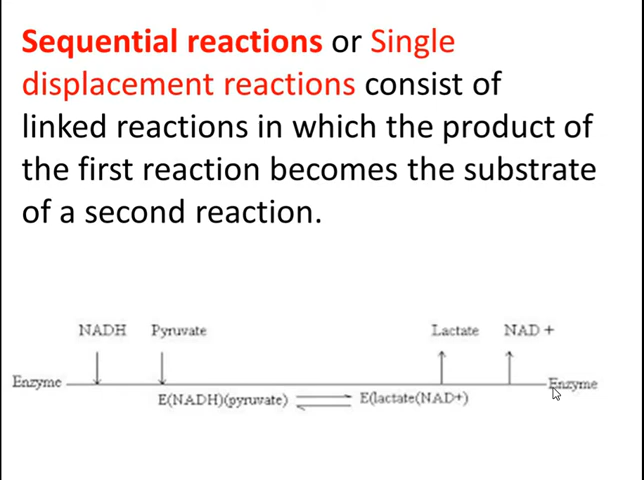 Sequential reactions or Single
displacement reactions consist of
linked reactions in which the product of
the first reaction becomes the substrate
of a second reaction.
NADH Pyruvate Lactate NAD +
Enzyme Enzyme
E(NADH)(pyruvate) E(lactate(NAD+)